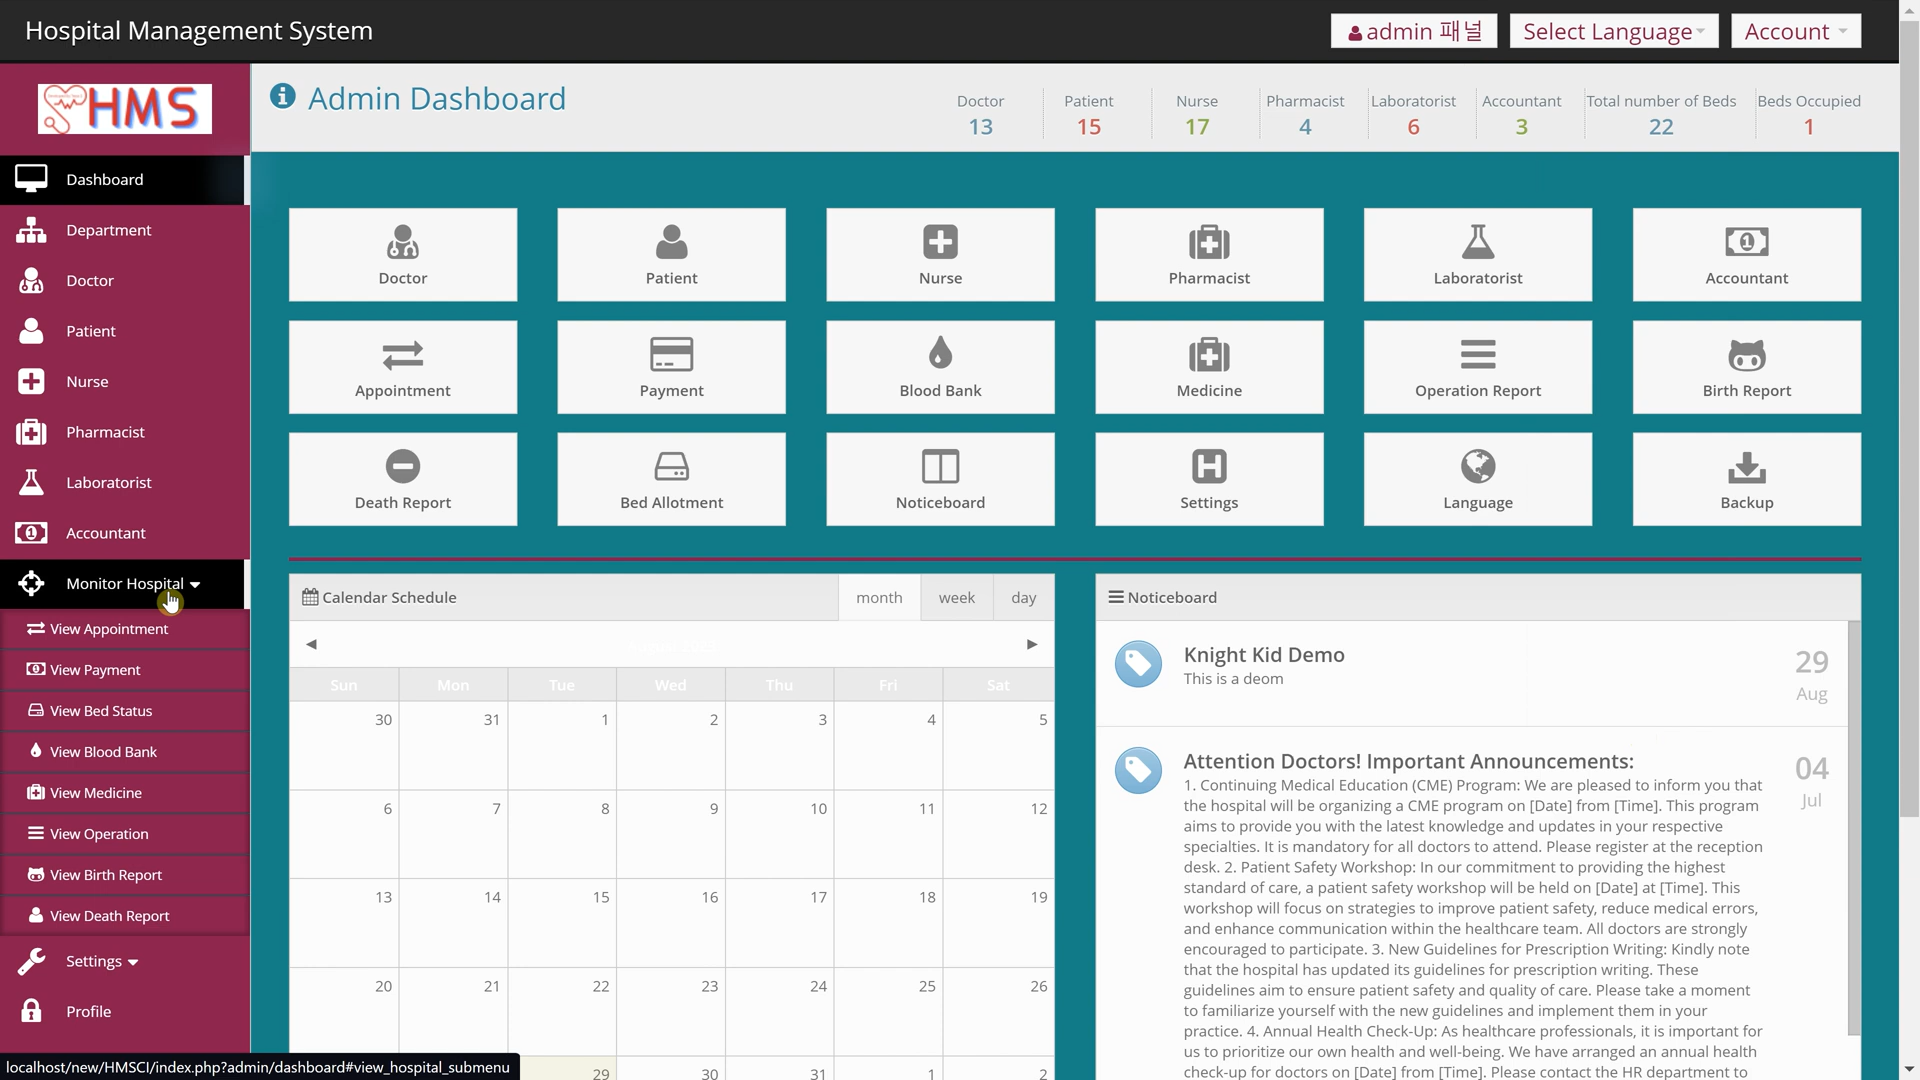 Hospital Management System
admin 패널
Select Language
Account
HMS
Admin Dashboard
Doctor
13
Patient
15
Nurse
17
Pharmacist
4
Laboratorist
6
Accountant
3
Total number of Beds
22
Beds Occupied
1
Dashboard
Department
Doctor
Patient
Nurse
Pharmacist
Laboratorist
Accountant
Monitor Hospital
View Appointment
View Payment
View Bed Status
View Blood Bank
View Medicine
View Operation
View Birth Report
View Death Report
Settings
Profile
localhost/new/HMSCI/index.php?admin/dashboard#view_hospital_submenu
Doctor
Patient
Nurse
Pharmacist
Laboratorist
Accountant
Appointment
Payment
Blood Bank
Medicine
Operation Report
Birth Report
Death Report
Bed Allotment
Noticeboard
Settings
Language
Backup
Calendar Schedule
month
week
day
Sun Mon Tue Wed Thu Fri Sat
30 31 1 2 3 4 5
6 7 8 9 10 11 12
13 14 15 16 17 18 19
20 21 22 23 24 25 26
29 30 31 1 2
Noticeboard
Knight Kid Demo
This is a deom
29
Aug
Attention Doctors! Important Announcements:
04
Jul
1. Continuing Medical Education (CME) Program: We are pleased to inform you that
the hospital will be organizing a CME program on [Date] from [Time]. This program
aims to provide you with the latest knowledge and updates in your respective
specialties. It is mandatory for all doctors to attend. Please register at the reception
desk. 2. Patient Safety Workshop: In our commitment to providing the highest
standard of care, a patient safety workshop will be held on [Date] at [Time]. This
workshop will focus on strategies to improve patient safety, reduce medical errors,
and enhance communication within the healthcare team. All doctors are strongly
encouraged to participate. 3. New Guidelines for Prescription Writing: Kindly note
that the hospital has updated its guidelines for prescription writing. These
guidelines aim to ensure patient safety and quality of care. Please take a moment
to familiarize yourself with the new guidelines and implement them in your
practice. 4. Annual Health Check-Up: As healthcare professionals, it is important for
us to prioritize our own health and well-being. We have arranged an annual health
check-up for doctors on [Date] from [Time]. Please contact the HR department to